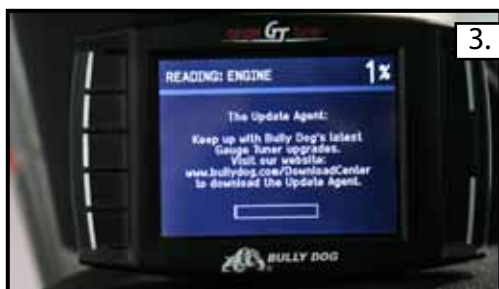 GT
3.
READING: ENGINE 1%
The Update Agent:
Keep up with Bully Dog's latest
Gauge Tuner upgrades.
Visit our website:
www.bullydog.com/DownloadCenter
to download the Update Agent.
BULLY DOG